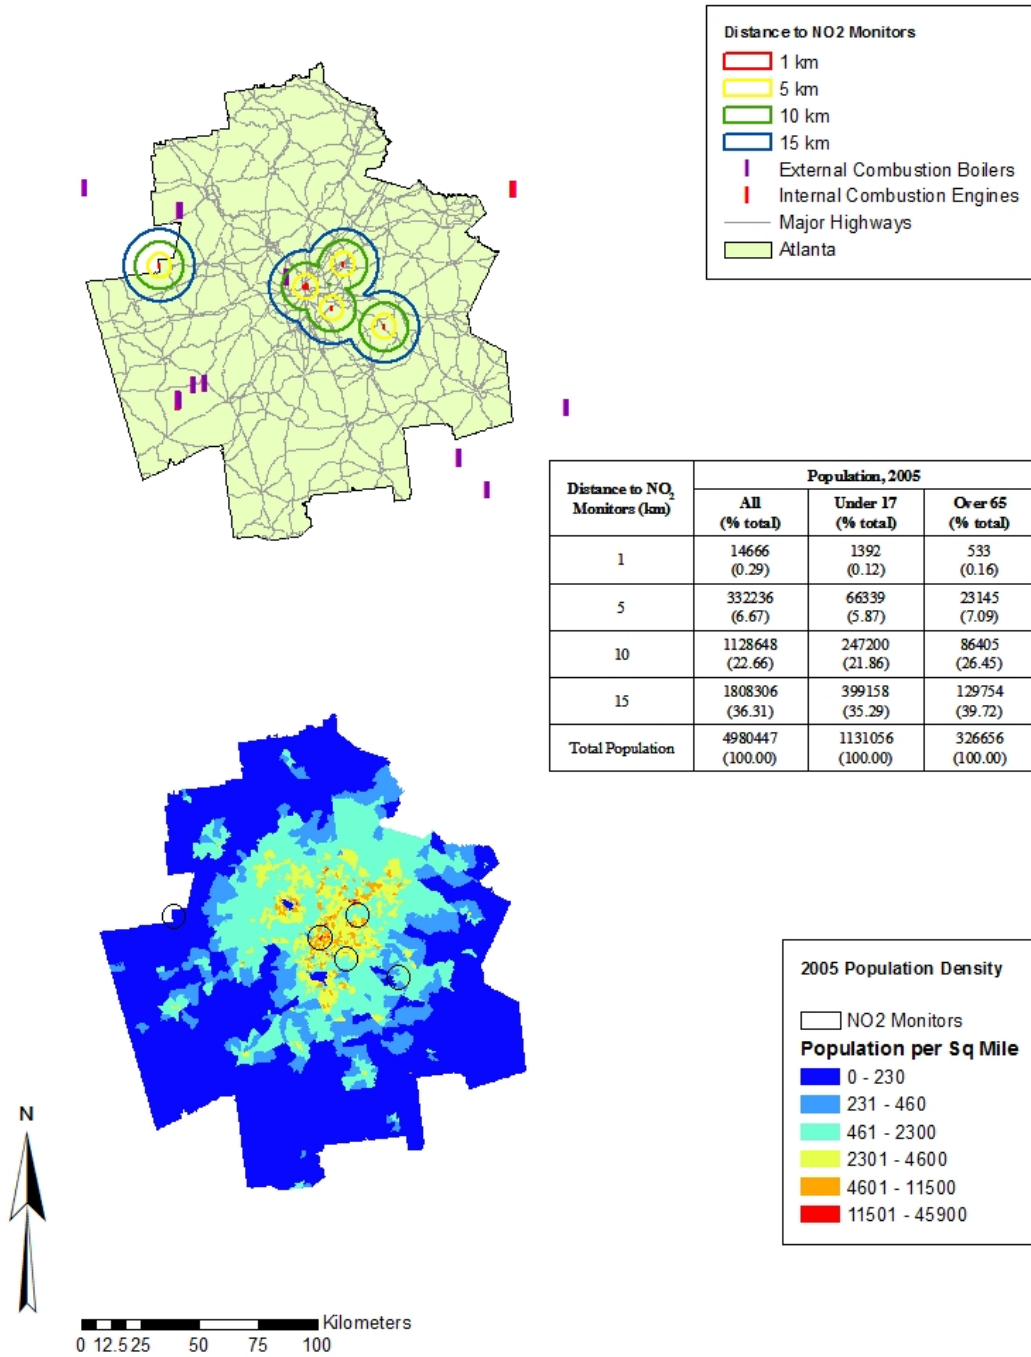 Distance to NO2 Monitors
1 km
5 km
10 km
15 km
External Combustion Boilers
Internal Combustion Engines
Major Highways
Atlanta
Distance to NO2 Monitors (km)
Population, 2005
All (% total)
Under 17 (% total)
Over 65 (% total)
1
14666 (0.29)
1392 (0.12)
533 (0.16)
5
332236 (6.67)
66339 (5.87)
23145 (7.09)
10
1128648 (22.66)
247200 (21.86)
86405 (26.45)
15
1808306 (36.31)
399158 (35.29)
129754 (39.72)
Total Population
4980447 (100.00)
1131056 (100.00)
326656 (100.00)
2005 Population Density
NO2 Monitors
Population per Sq Mile
0 - 230
231 - 460
461 - 2300
2301 - 4600
4601 - 11500
11501 - 45900
N
Kilometers
0 12.5 25 50 75 100